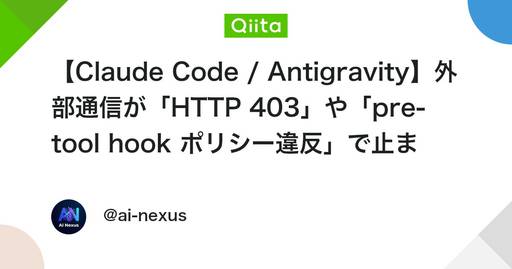 Qiita
【Claude Code / Antigravity】外
部通信が「HTTP 403」や「pre-
tool hook ポリシー違反」で止ま
AI Nexus
@ai-nexus